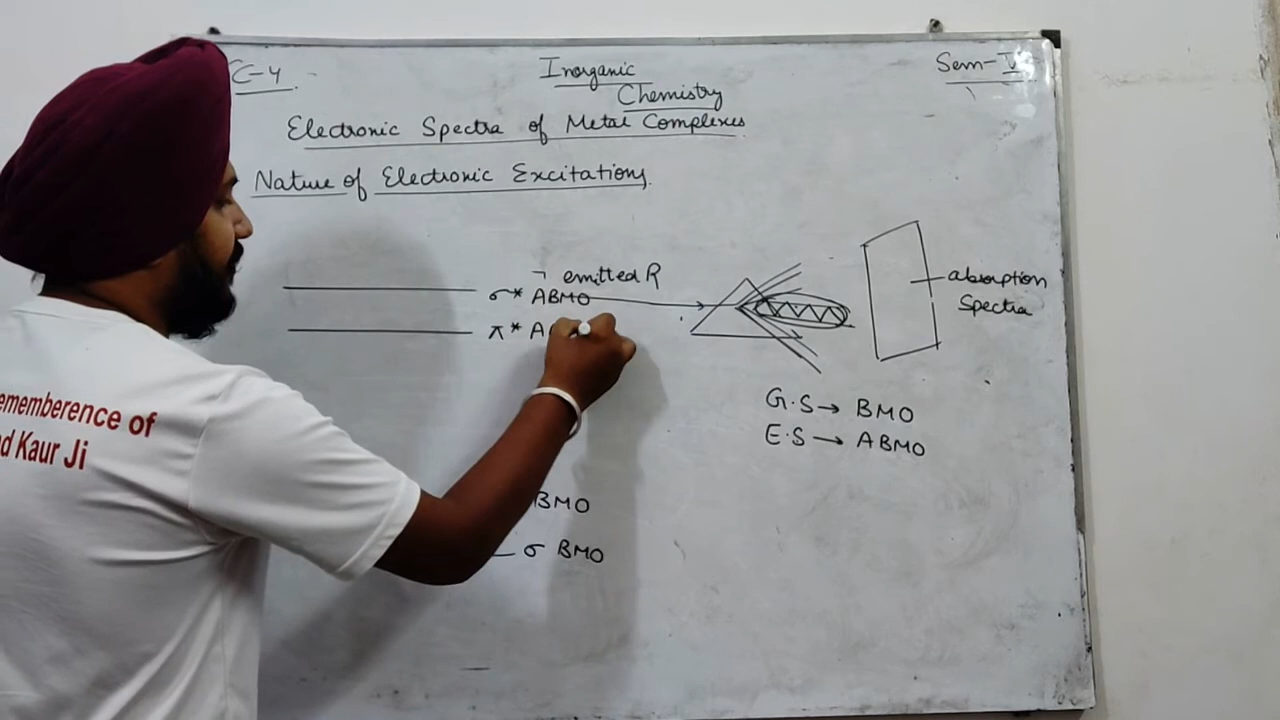 C-4
Inorganic
Chemistry
Sem-V
Electronic Spectra of Metal Complexes
Nature of Electronic Excitations
emitted R
σ* ABMO
π* A
absorption
Spectra
G.S → BMO
E.S → ABMO
BMO
σ BMO
ememberence of
d Kaur Ji